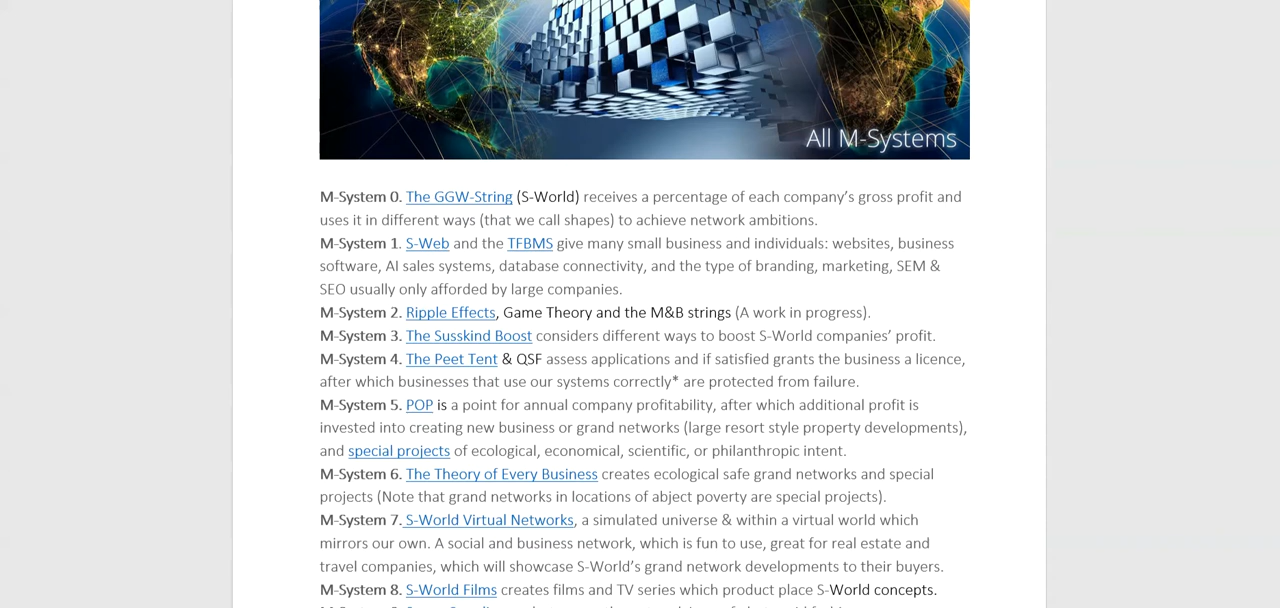 All M-Systems
M-System 0. The GGW-String (S-World) receives a percentage of each company's gross profit and
uses it in different ways (that we call shapes) to achieve network ambitions.
M-System 1. S-Web and the TFBMS give many small business and individuals: websites, business
software, AI sales systems, database connectivity, and the type of branding, marketing, SEM &
SEO usually only afforded by large companies.
M-System 2. Ripple Effects, Game Theory and the M&B strings (A work in progress).
M-System 3. The Susskind Boost considers different ways to boost S-World companies' profit.
M-System 4. The Peet Tent & QSF assess applications and if satisfied grants the business a licence,
after which businesses that use our systems correctly* are protected from failure.
M-System 5. POP is a point for annual company profitability, after which additional profit is
invested into creating new business or grand networks (large resort style property developments),
and special projects of ecological, economical, scientific, or philanthropic intent.
M-System 6. The Theory of Every Business creates ecological safe grand networks and special
projects (Note that grand networks in locations of abject poverty are special projects).
M-System 7. S-World Virtual Networks, a simulated universe & within a virtual world which
mirrors our own. A social and business network, which is fun to use, great for real estate and
travel companies, which will showcase S-World's grand network developments to their buyers.
M-System 8. S-World Films creates films and TV series which product place S-World concepts.